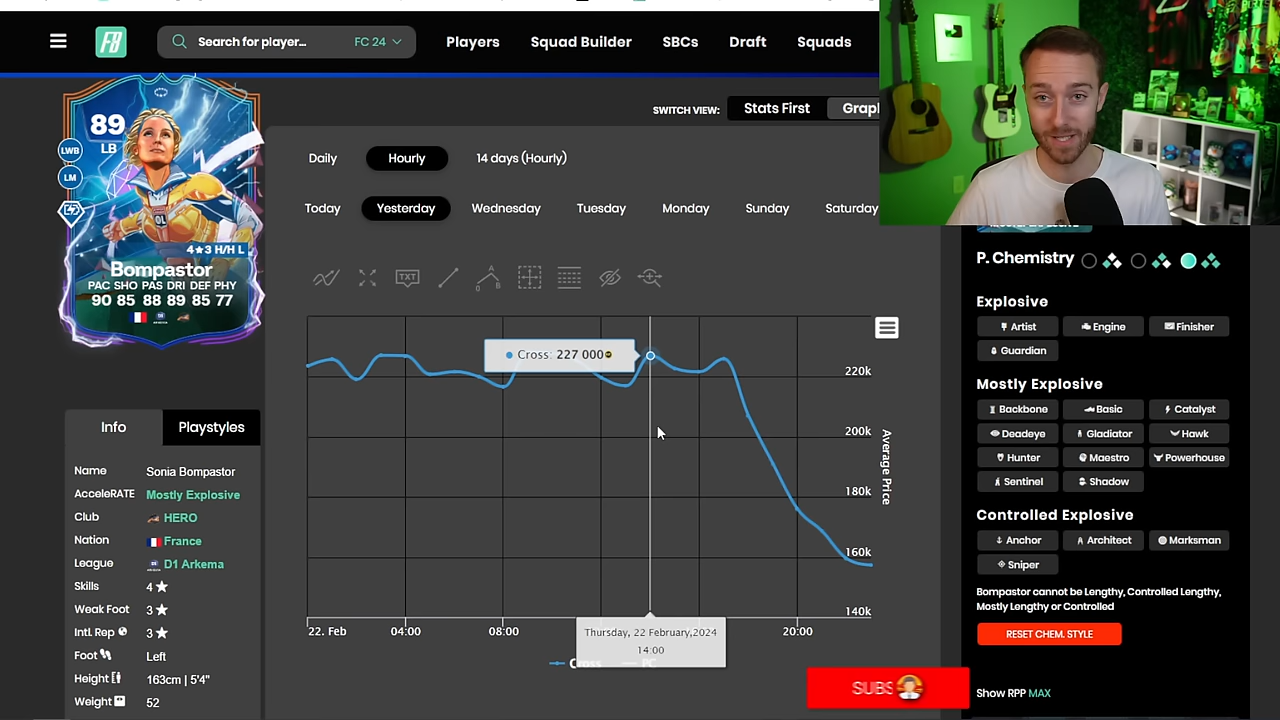 FB
Search for player...
FC 24
Players
Squad Builder
SBCs
Draft
Squads
89
LB
LWB
LM
4★3 H/H L
Bompastor
PAC SHO PAS DRI DEF PHY
90 85 88 89 85 77
SWITCH VIEW:
Stats First
Grap
Daily
Hourly
14 days (Hourly)
Today
Yesterday
Wednesday
Tuesday
Monday
Sunday
Saturday
TXT
Cross: 227 000
220k
200k
180k
160k
140k
Average Price
22. Feb
04:00
08:00
20:00
Thursday, 22 February,2024
14:00
Info
Playstyles
Name
Sonia Bompastor
AcceleRATE
Mostly Explosive
Club
HERO
Nation
France
League
D1 Arkema
Skills
4★
Weak Foot
3★
Intl. Rep
3★
Foot
Left
Height
163cm | 5'4"
Weight
52
P. Chemistry
Explosive
Artist
Engine
Finisher
Guardian
Mostly Explosive
Backbone
Basic
Catalyst
Deadeye
Gladiator
Hawk
Hunter
Maestro
Powerhouse
Sentinel
Shadow
Controlled Explosive
Anchor
Architect
Marksman
Sniper
Bompastor cannot be Lengthy, Controlled Lengthy,
Mostly Lengthy or Controlled
RESET CHEM. STYLE
Show RPP MAX
SUBS